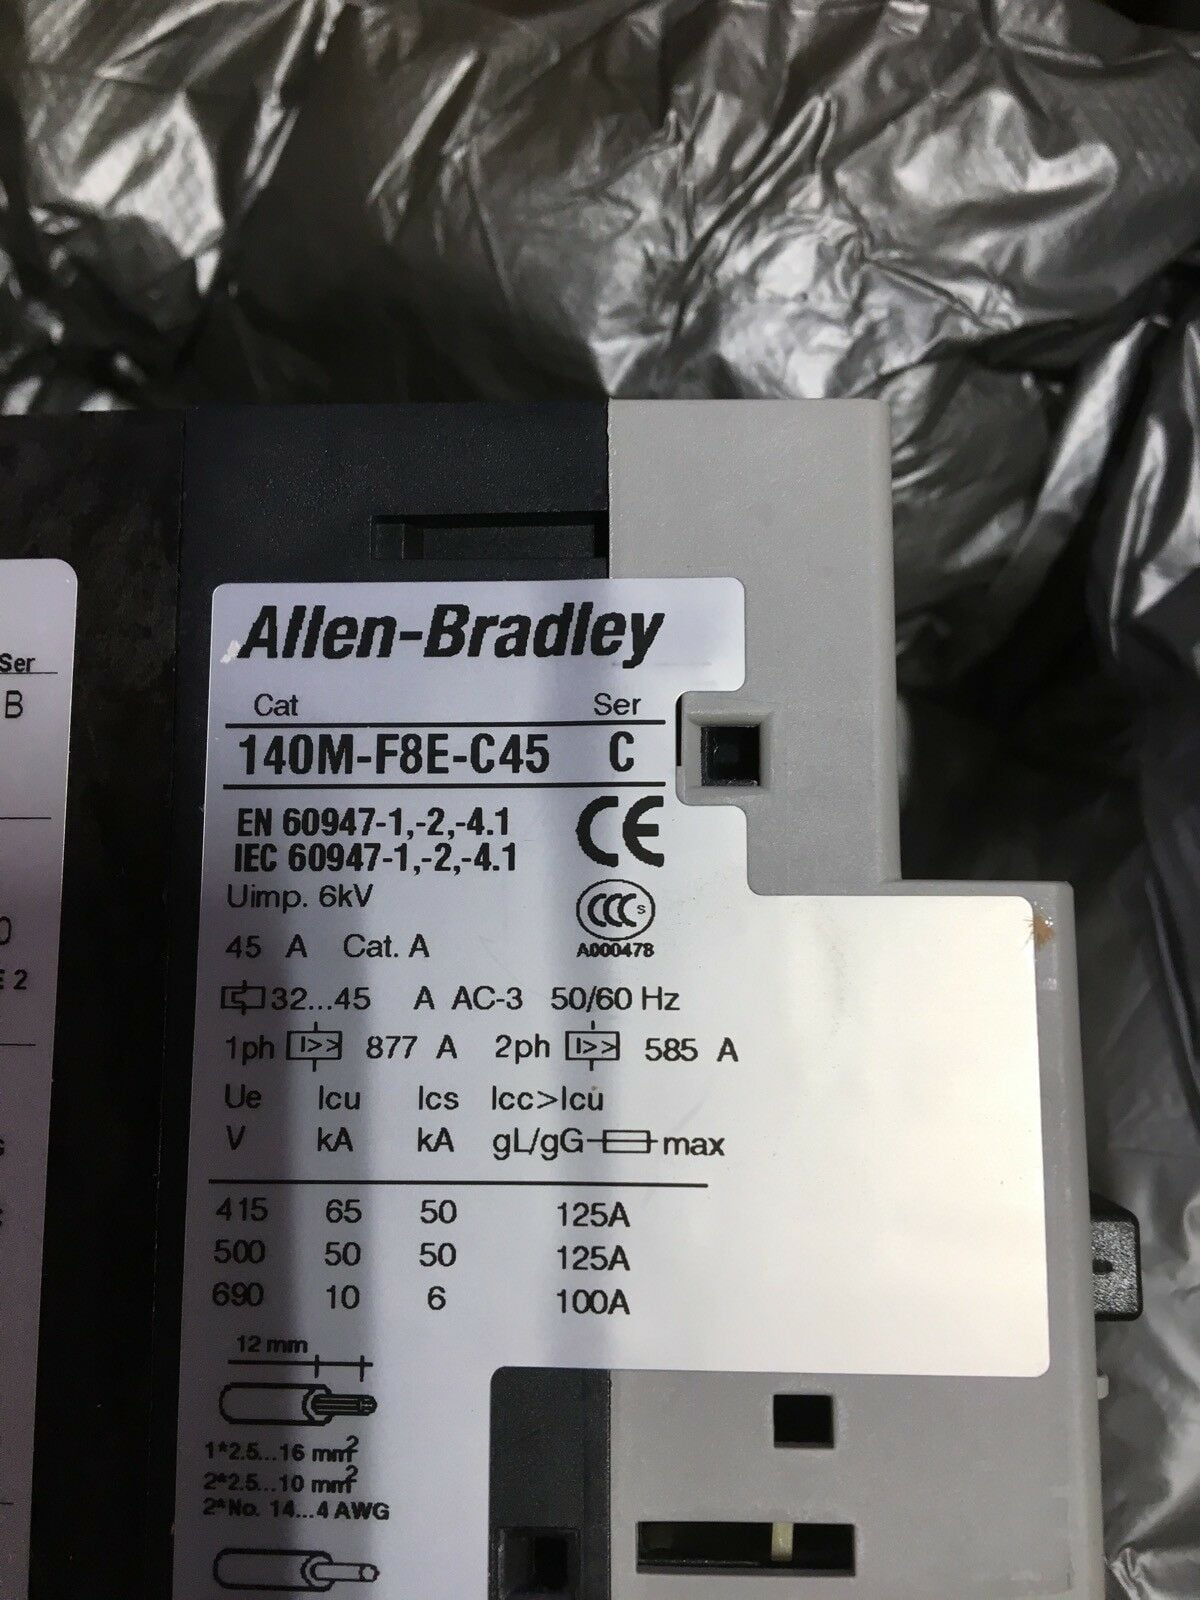 Allen-Bradley
Cat Ser
140M-F8E-C45 C
EN 60947-1,-2,-4.1
IEC 60947-1,-2,-4.1
CE
Uimp. 6kV
CCC s
A000478
45 A Cat. A
32...45 A AC-3 50/60 Hz
1ph I>> 877 A 2ph I>> 585 A
Ue Icu Ics Icc>Icu
V kA kA gL/gG max
415 65 50 125A
500 50 50 125A
690 10 6 100A
12 mm
1*2.5...16 mm²
2*2.5...10 mm²
2*No. 14...4 AWG
Ser
B
E 2